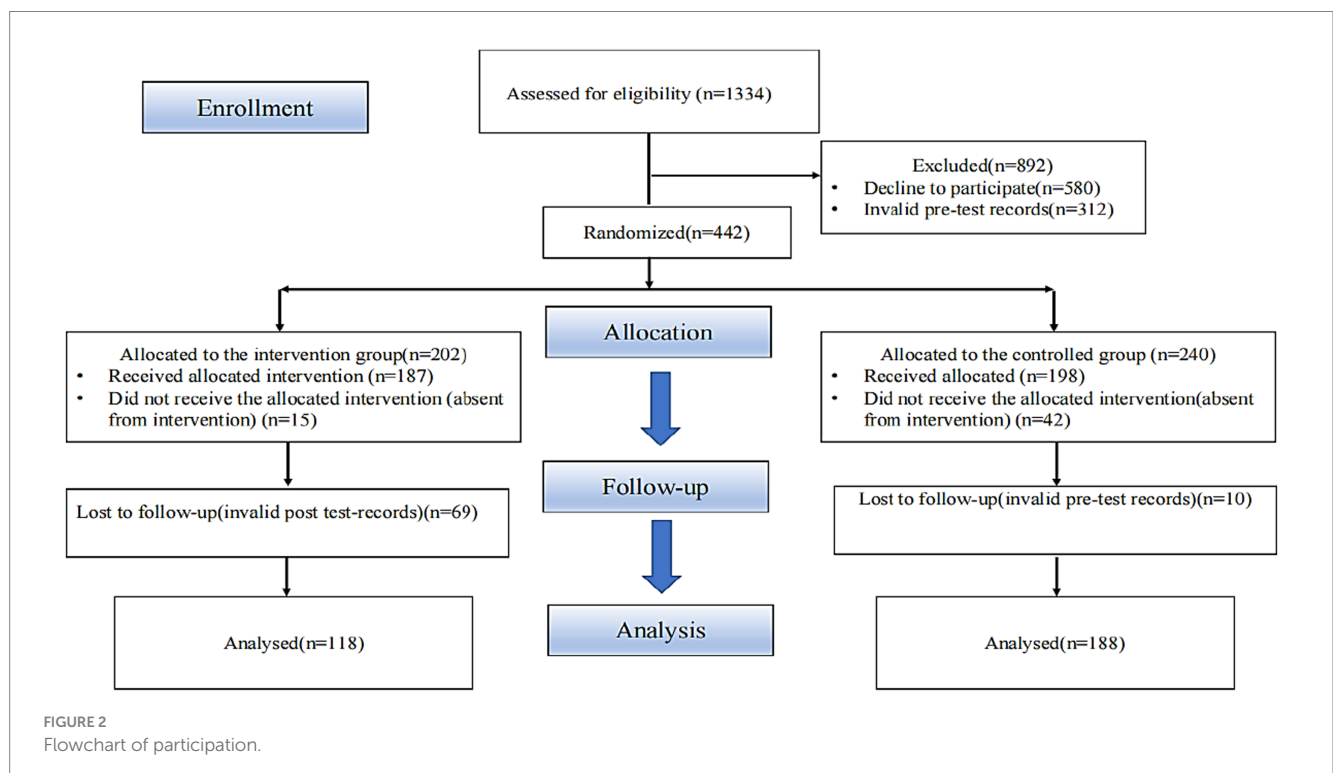 Enrollment
Assessed for eligibility (n=1334)
Excluded(n=892)
• Decline to participate(n=580)
• Invalid pre-test records(n=312)
Randomized(n=442)
Allocation
Allocated to the intervention group(n=202)
• Received allocated intervention (n=187)
• Did not receive the allocated intervention (absent
from intervention) (n=15)
Allocated to the controlled group (n=240)
• Received allocated (n=198)
• Did not receive the allocated intervention(absent
from intervention) (n=42)
Follow-up
Lost to follow-up(invalid post test-records)(n=69)
Lost to follow-up(invalid pre-test records)(n=10)
Analysis
Analysed(n=118)
Analysed(n=188)
FIGURE 2
Flowchart of participation.